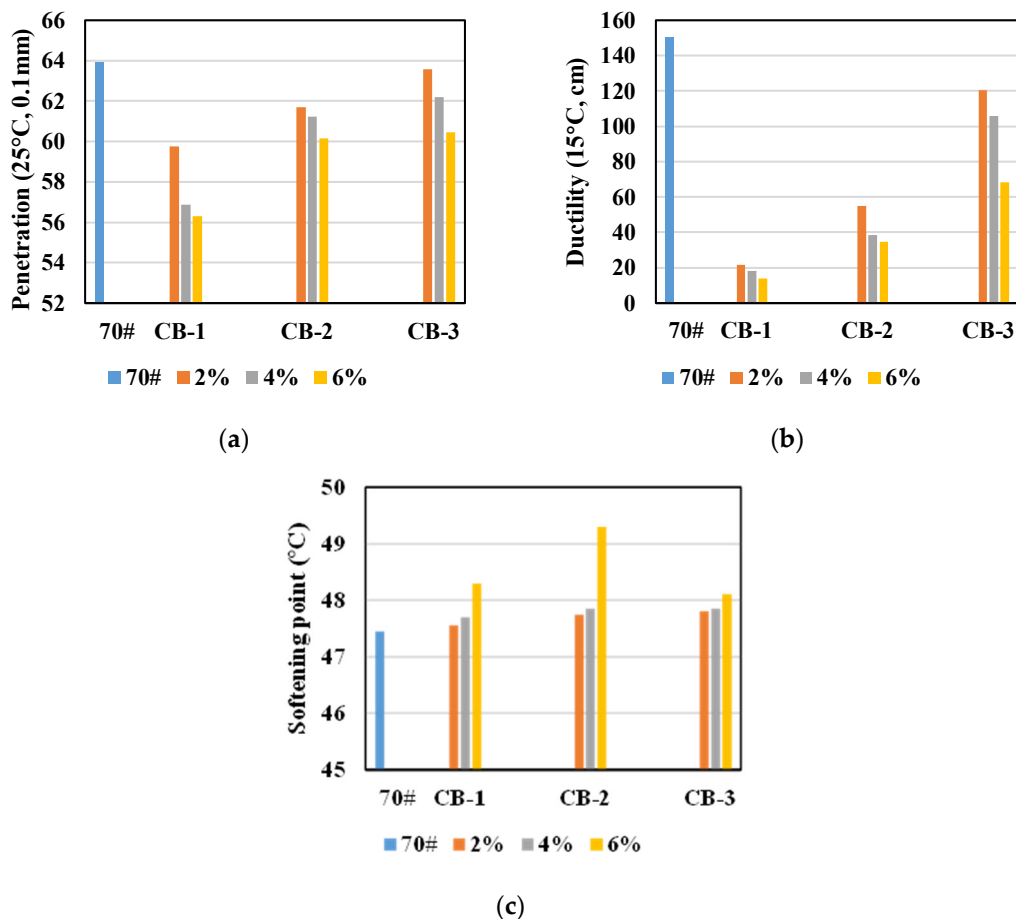 Penetration (25°C, 0.1mm)
66
64
62
60
58
56
54
52
70# CB-1 CB-2 CB-3
70# 2% 4% 6%
(a)
Ductility (15°C, cm)
160
140
120
100
80
60
40
20
0
70# CB-1 CB-2 CB-3
70# 2% 4% 6%
(b)
Softening point (°C)
50
49
48
47
46
45
70# CB-1 CB-2 CB-3
70# 2% 4% 6%
(c)